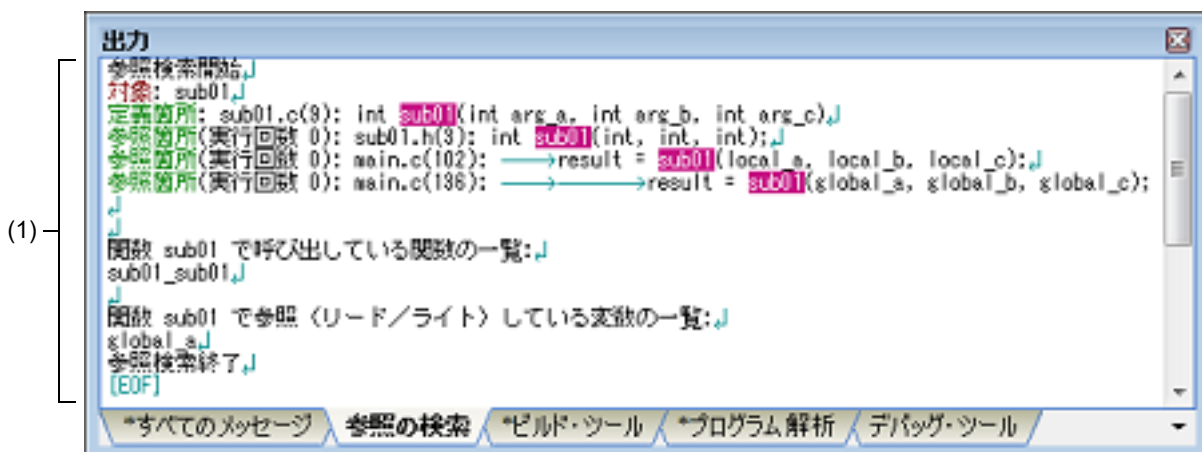 出力
参照検索開始↲
対象: sub01↲
定義箇所: sub01.c(9): int sub01(int arg_a, int arg_b, int arg_c)↲
参照箇所(実行回数 0): sub01.h(3): int sub01(int, int, int);↲
参照箇所(実行回数 0): main.c(102): ⟶result = sub01(local_a, local_b, local_c);↲
参照箇所(実行回数 0): main.c(136): ⟶⟶result = sub01(global_a, global_b, global_c);
↲
↲
(1)
関数 sub01 で呼び出している関数の一覧:↲
sub01_sub01↲
↲
関数 sub01 で参照（リード／ライト）している変数の一覧:↲
global_a↲
参照検索終了↲
[EOF]
*すべてのメッセージ 参照の検索 *ビルド・ツール *プログラム解析 デバッグ・ツール